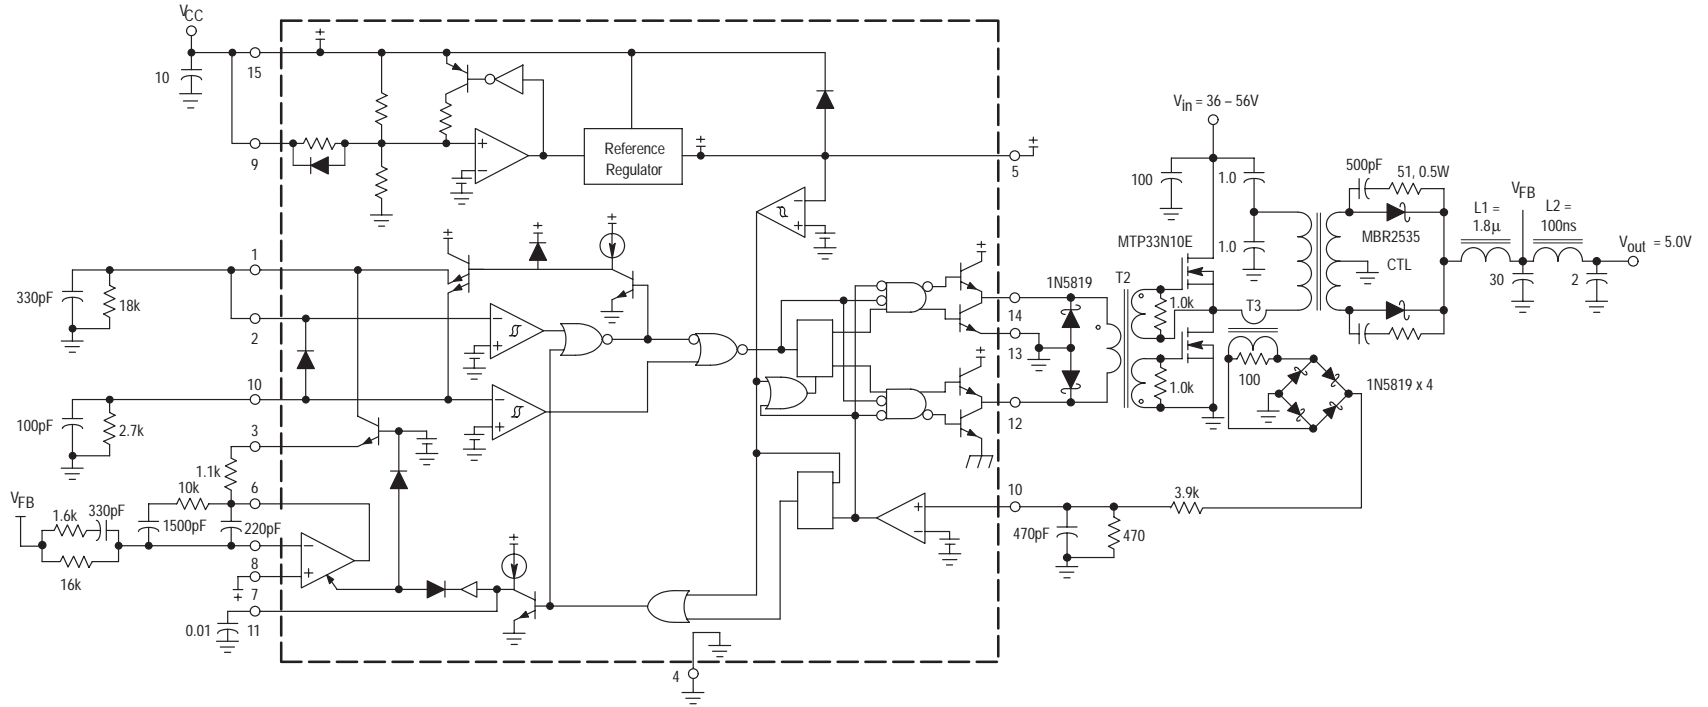 VCC
10
15
9
Reference
Regulator
5
Vin = 36 – 56V
100
1.0
1.0
500pF
51, 0.5W
MBR2535
CTL
VFB
L1 =
1.8µ
L2 =
100ns
30
2
Vout = 5.0V
MTP33N10E
1N5819
T2
1.0k
1.0k
T3
100
1N5819 x 4
14
13
12
1
330pF
18k
2
10
100pF
2.7k
3
1.1k
6
10k
VFB
330pF
1.6k
1500pF
220pF
16k
8
7
0.01
11
4
10
3.9k
470pF
470